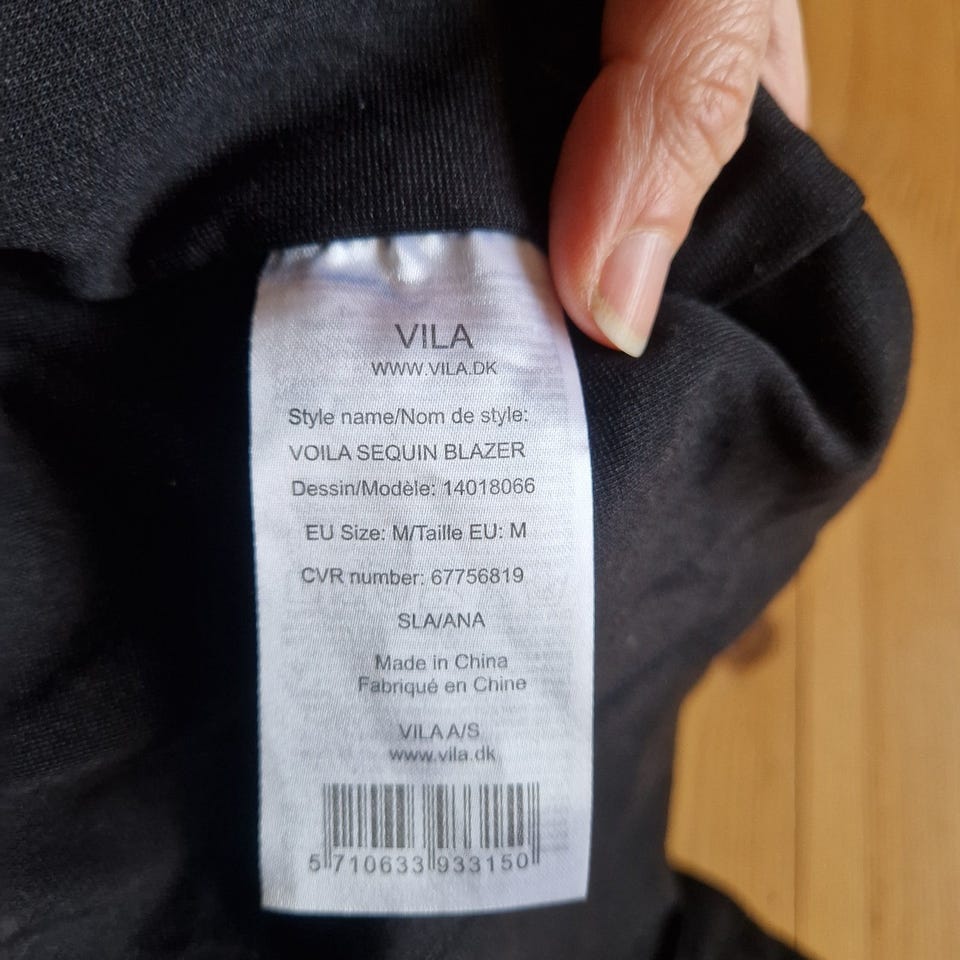 VILA
WWW.VILA.DK
Style name/Nom de style:
VOILA SEQUIN BLAZER
Dessin/Modèle: 14018066
EU Size: M/Taille EU: M
CVR number: 67756819
SLA/ANA
Made in China
Fabriqué en Chine
VILA A/S
www.vila.dk
5 710633 933150